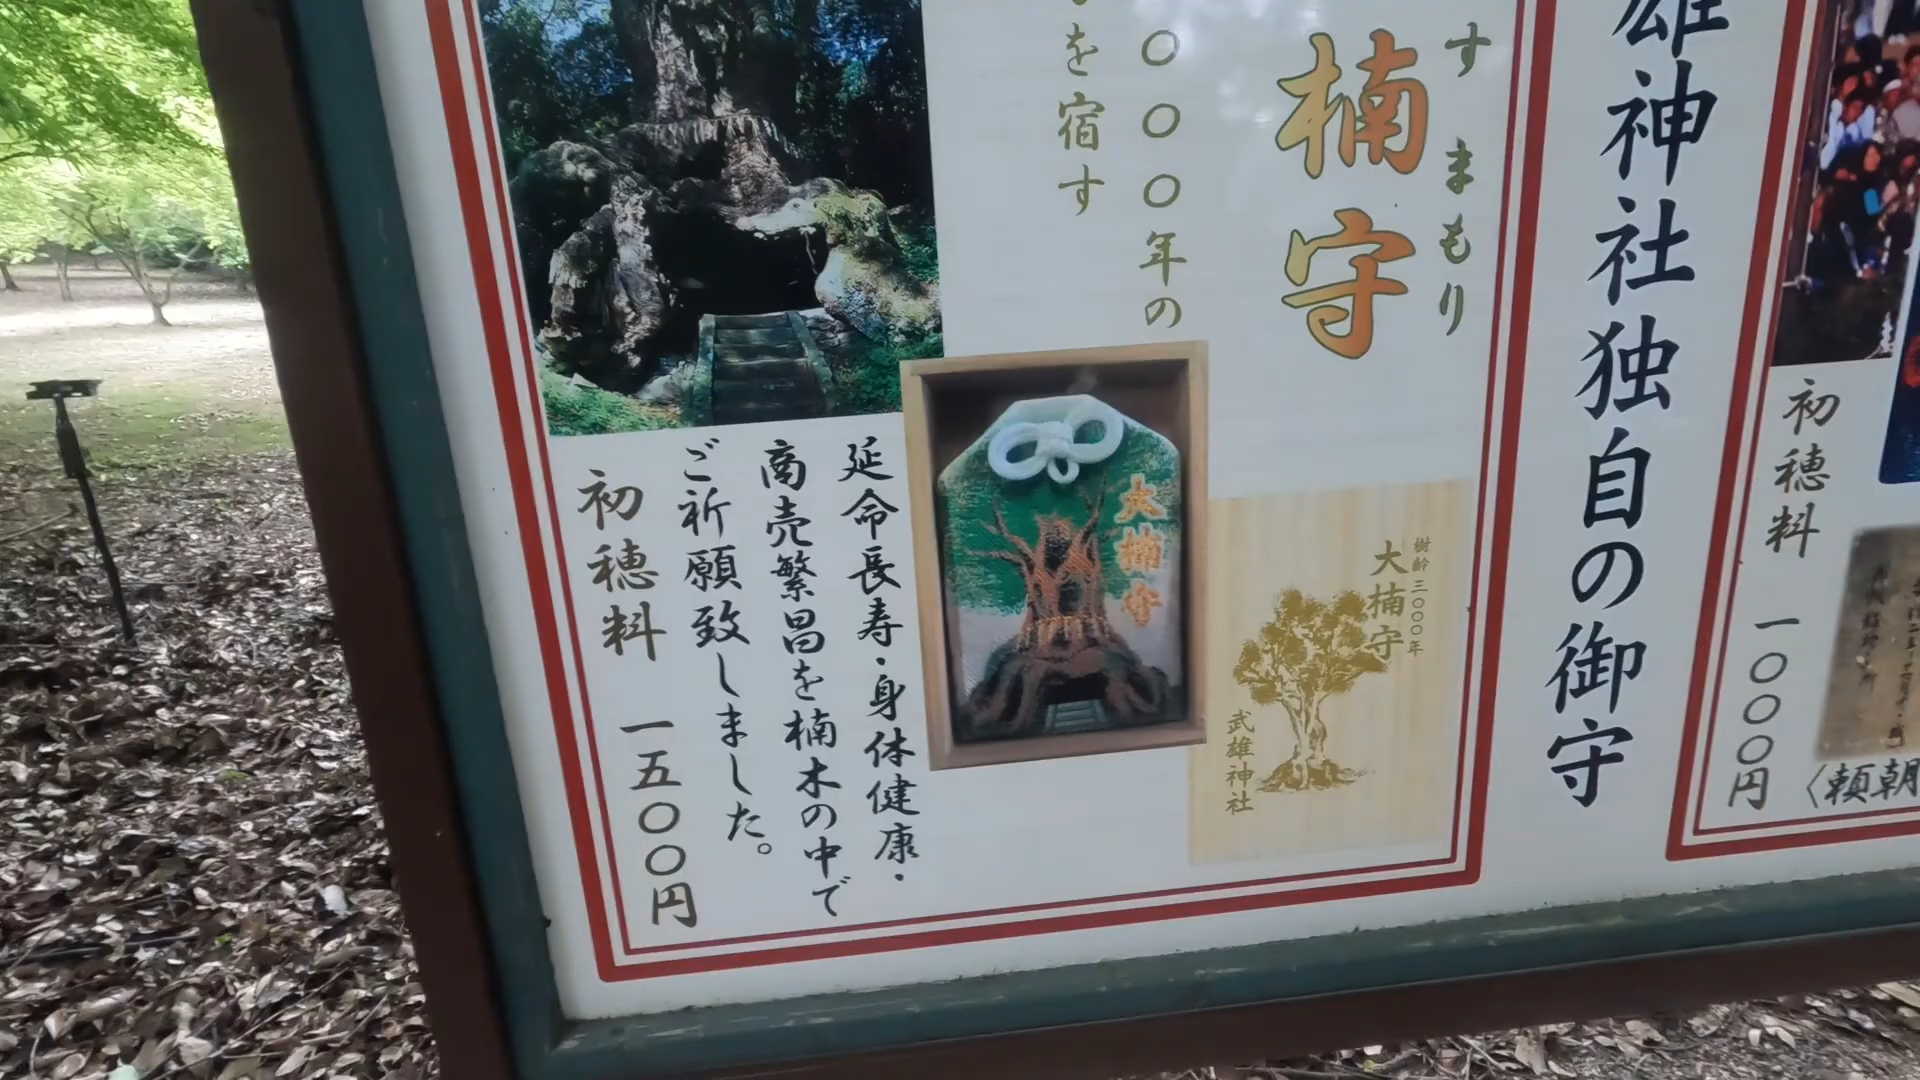 雄神社独自の御守
すまもり
楠守
〇〇〇年の
を宿す
大楠守
樹齢三〇〇〇年
大楠守
武雄神社
延命長寿・身体健康・
商売繁昌を楠木の中で
ご祈願致しました。
初穂料 一五〇〇円
初穂料 一〇〇〇円
〈頼朝